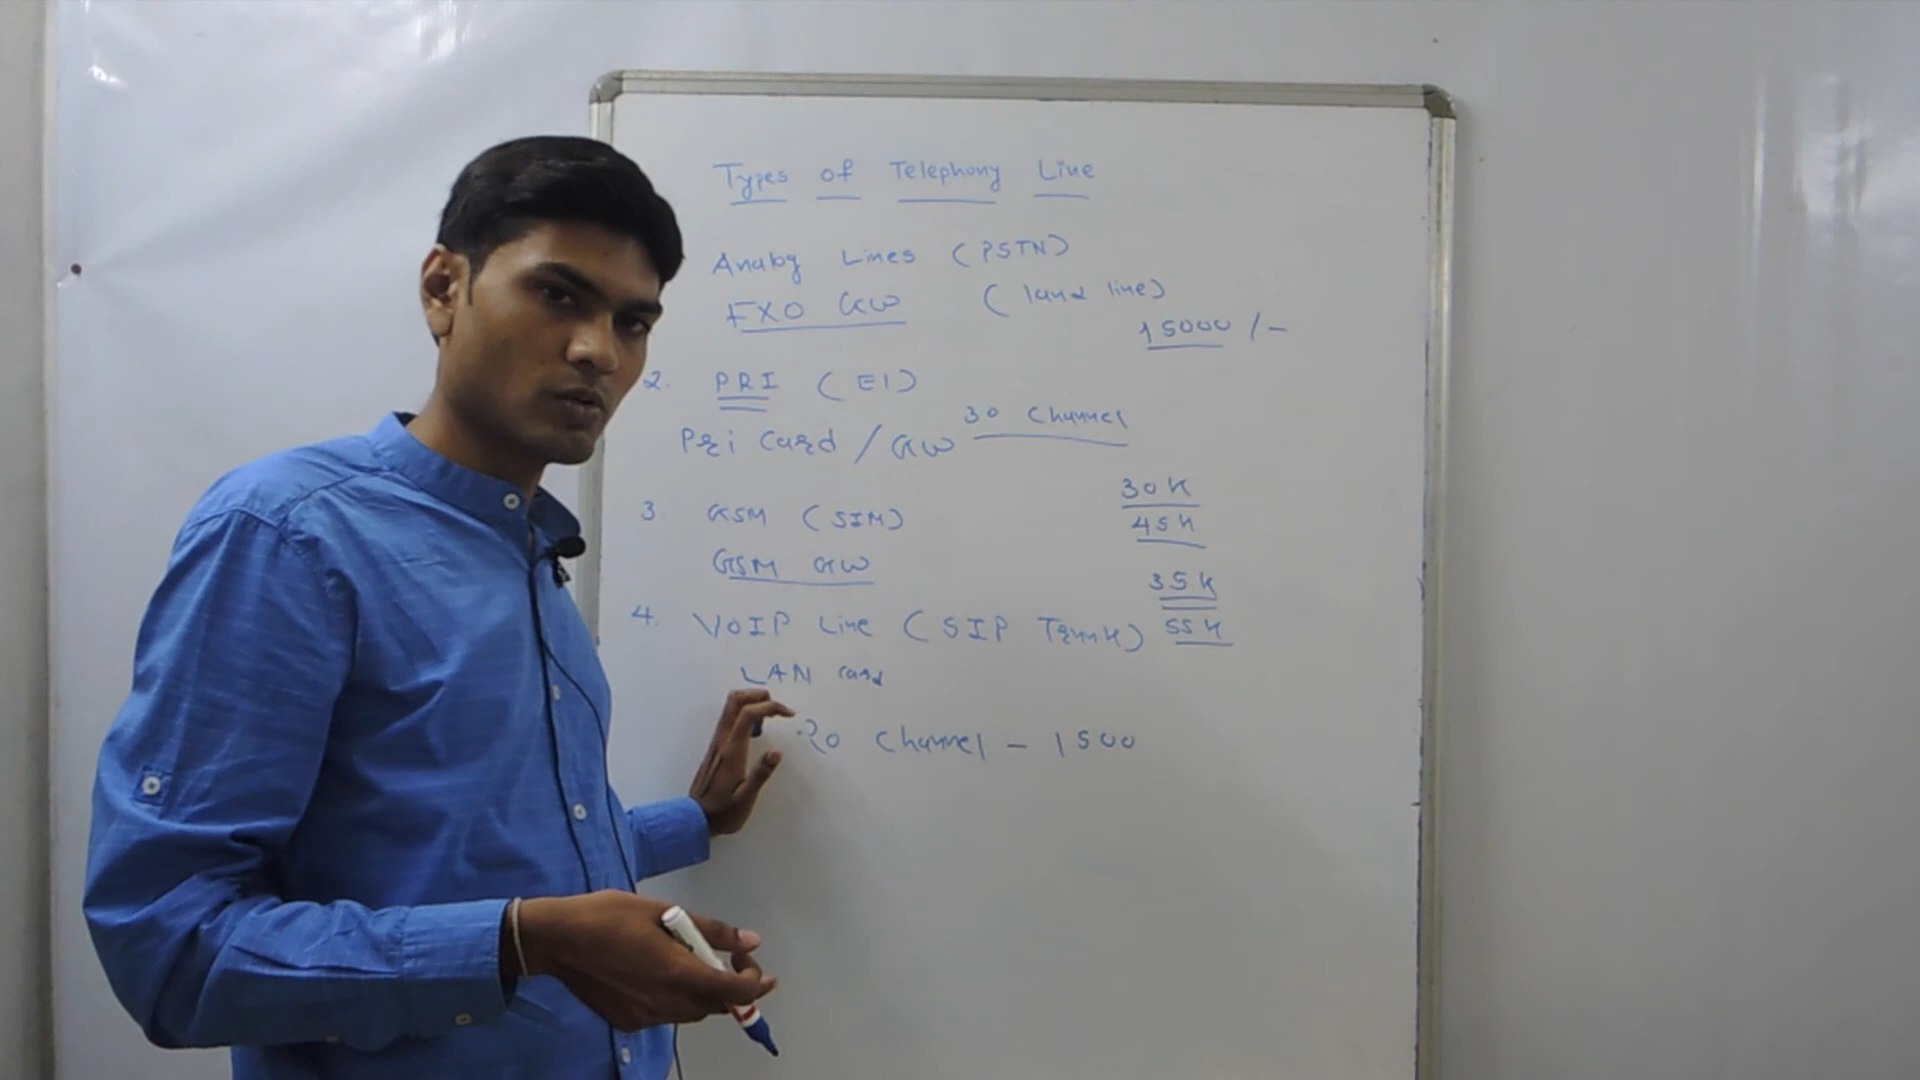 Types of Telephony Line
Analog Lines (PSTN)
FXO GW (land line)
15000/-
2. PRI (E1)
30 Channel
Pri Card / GW
30K
3. GSM (SIM)
45K
GSM GW
35K
4. VOIP Line (SIP Trunk) 55K
LAN card
20 Channel - 1500